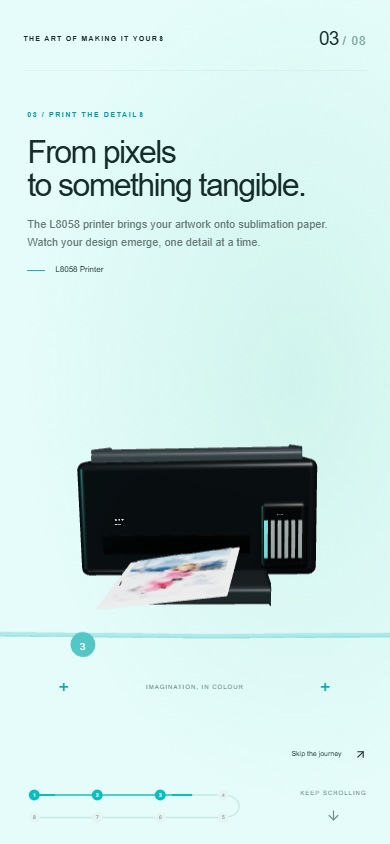 THE ART OF MAKING IT YOURS
03 / 08
03 / PRINT THE DETAILS
From pixels
to something tangible.
The L8058 printer brings your artwork onto sublimation paper.
Watch your design emerge, one detail at a time.
L8058 Printer
3
IMAGINATION, IN COLOUR
Skip the journey
1 2 3 4
KEEP SCROLLING
8 7 6 5